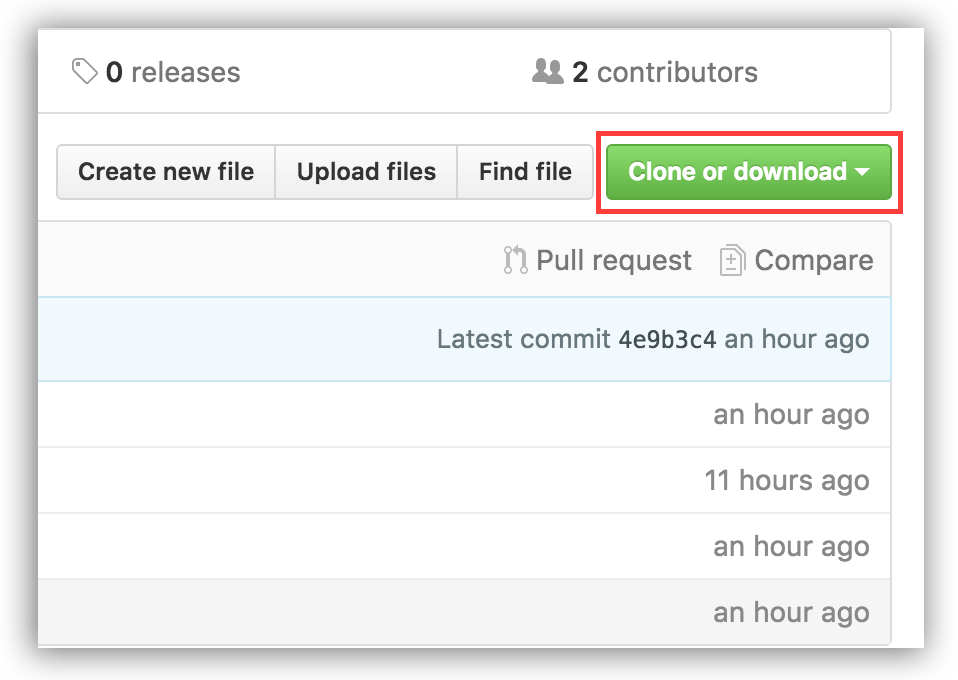 0 releases 2 contributors
Create new file Upload files Find file Clone or download
Pull request Compare
Latest commit 4e9b3c4 an hour ago
an hour ago
11 hours ago
an hour ago
an hour ago